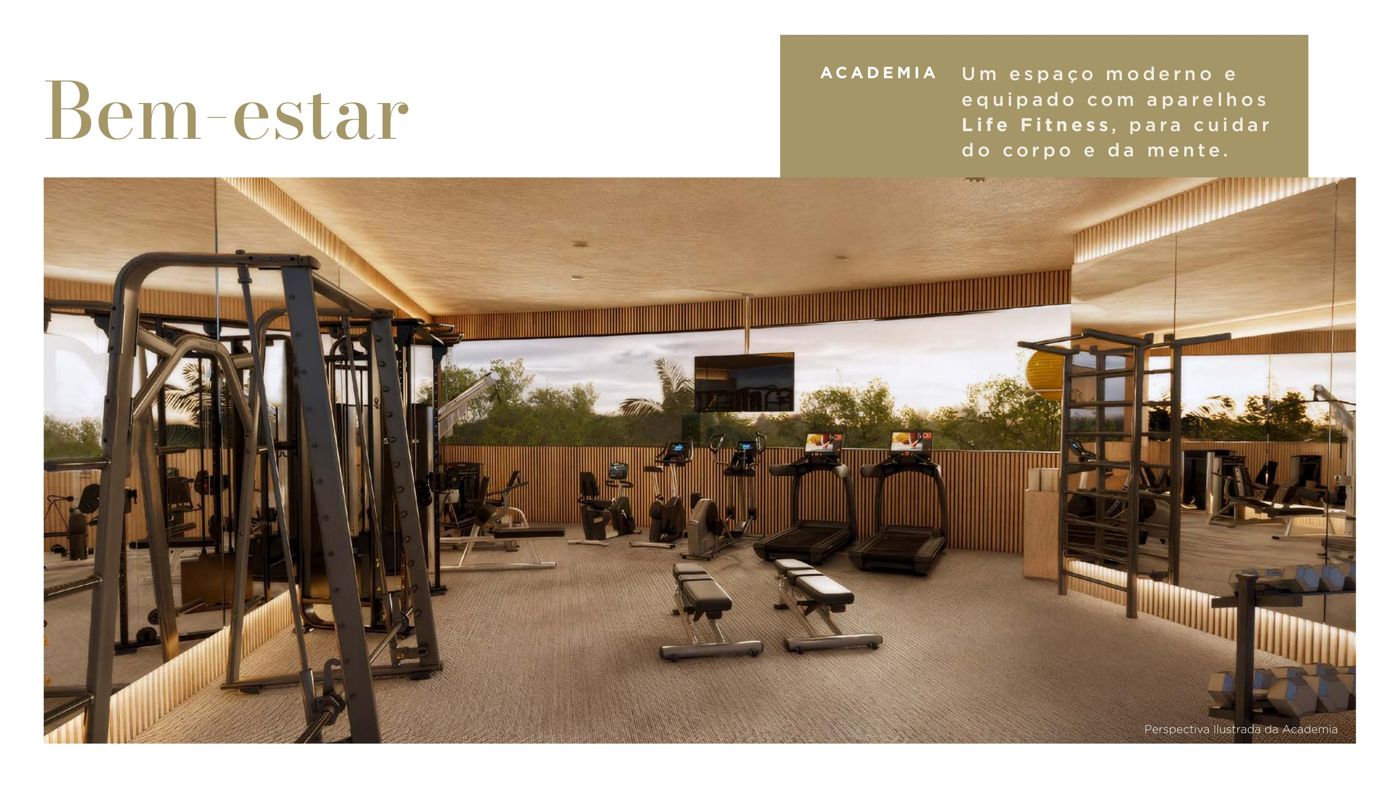 Bem-estar
ACADEMIA
Um espaço moderno e
equipado com aparelhos
Life Fitness, para cuidar
do corpo e da mente.
Perspectiva Ilustrada da Academia